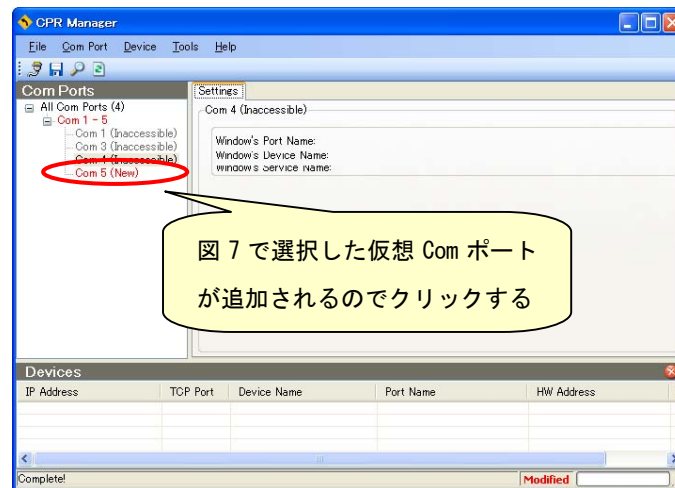 CPR Manager
File Com Port Device Tools Help
Com Ports
All Com Ports (4)
Com 1 - 5
Com 1 (Inaccessible)
Com 3 (Inaccessible)
Com 4 (Inaccessible)
Com 5 (New)
Settings
Com 4 (Inaccessible)
Window's Port Name:
Window's Device Name:
Window's Service Name:
図 7 で選択した仮想 Com ポート
が追加されるのでクリックする
Devices
IP Address TCP Port Device Name Port Name HW Address
Complete! Modified